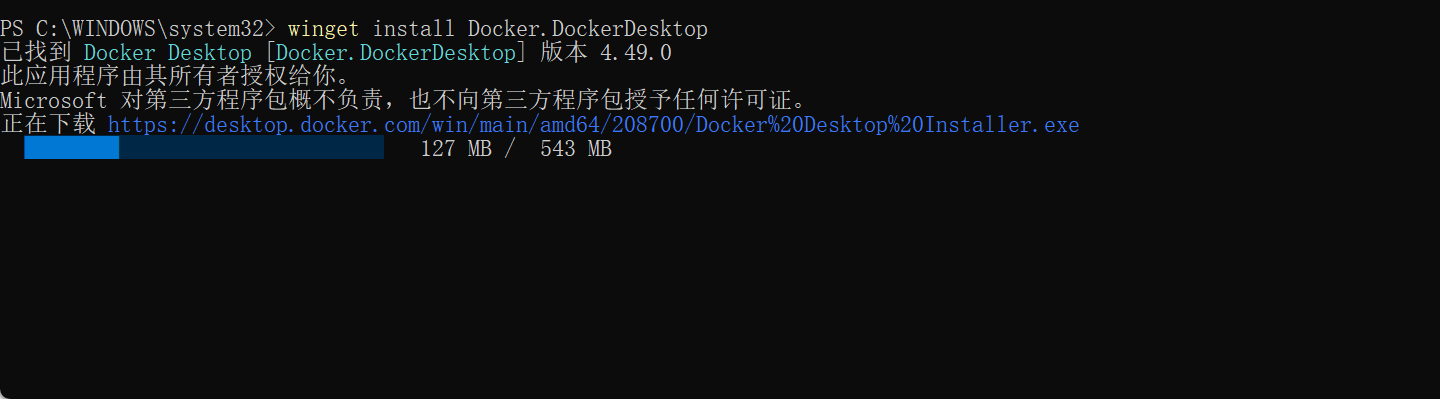 PS C:\WINDOWS\system32> winget install Docker.DockerDesktop
已找到 Docker Desktop [Docker.DockerDesktop] 版本 4.49.0
此应用程序由其所有者授权给你。
Microsoft 对第三方程序包概不负责，也不向第三方程序包授予任何许可证。
正在下载 https://desktop.docker.com/win/main/amd64/208700/Docker%20Desktop%20Installer.exe
127 MB /  543 MB